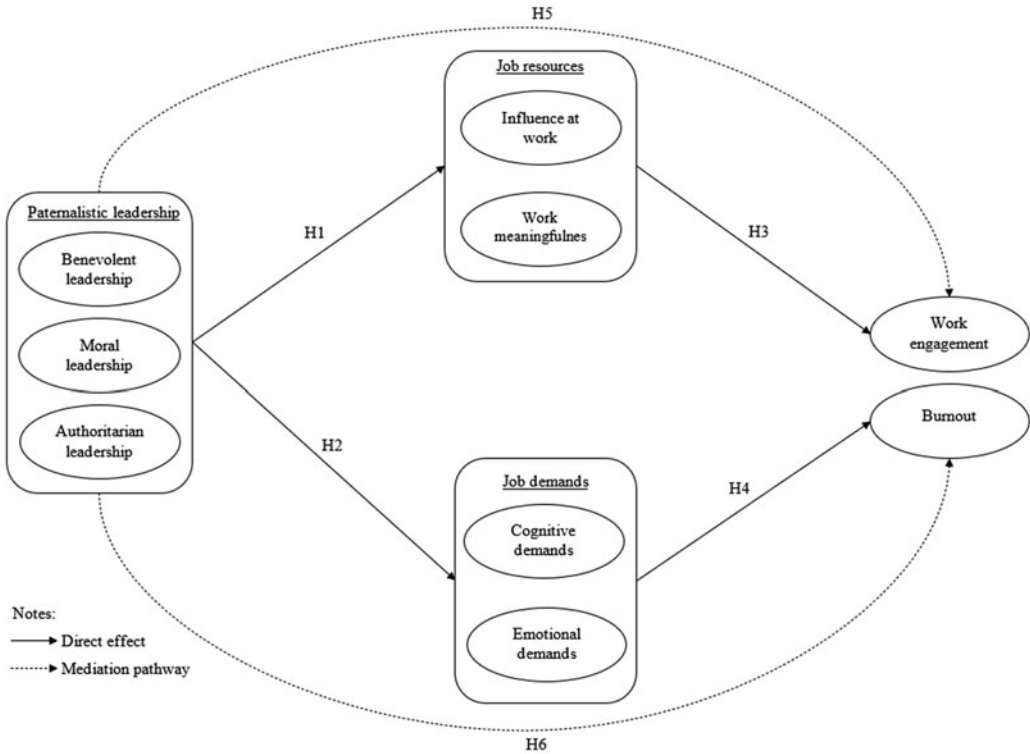 H5
Job resources
Influence at
work
Work
meaningfulnes
Paternalistic leadership
Benevolent
leadership
Moral
leadership
Authoritarian
leadership
H1
H3
H2
H4
Work
engagement
Burnout
Job demands
Cognitive
demands
Emotional
demands
Notes:
Direct effect
Mediation pathway
H6